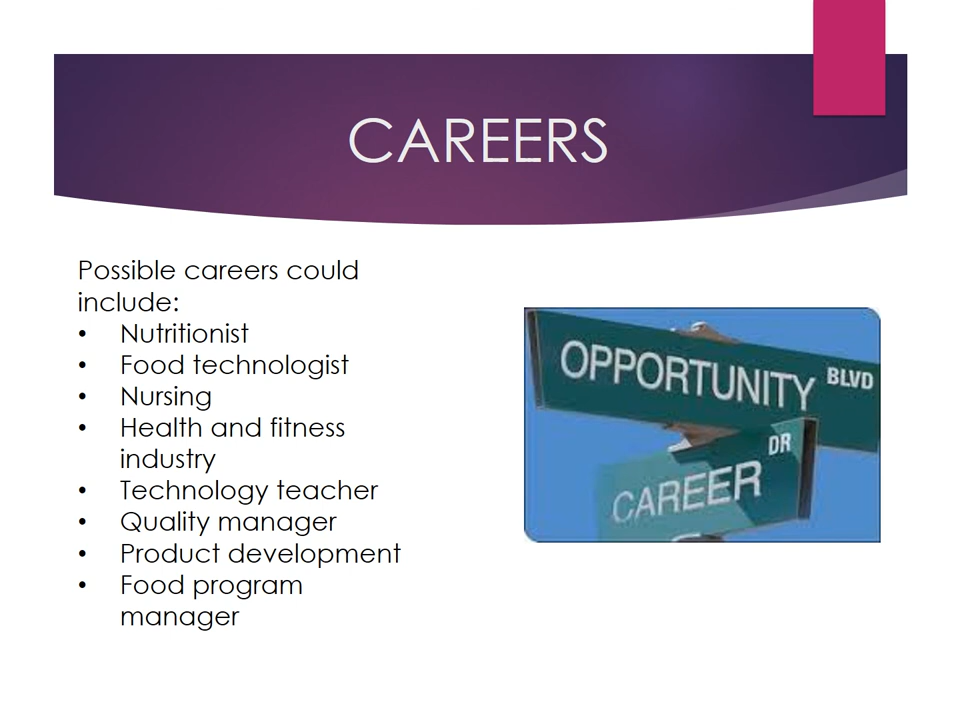 CAREERS
Possible careers could
include:
• Nutritionist
• Food technologist
• Nursing
• Health and fitness
industry
• Technology teacher
• Quality manager
• Product development
• Food program
manager
OPPORTUNITY BLVD
CAREER DR